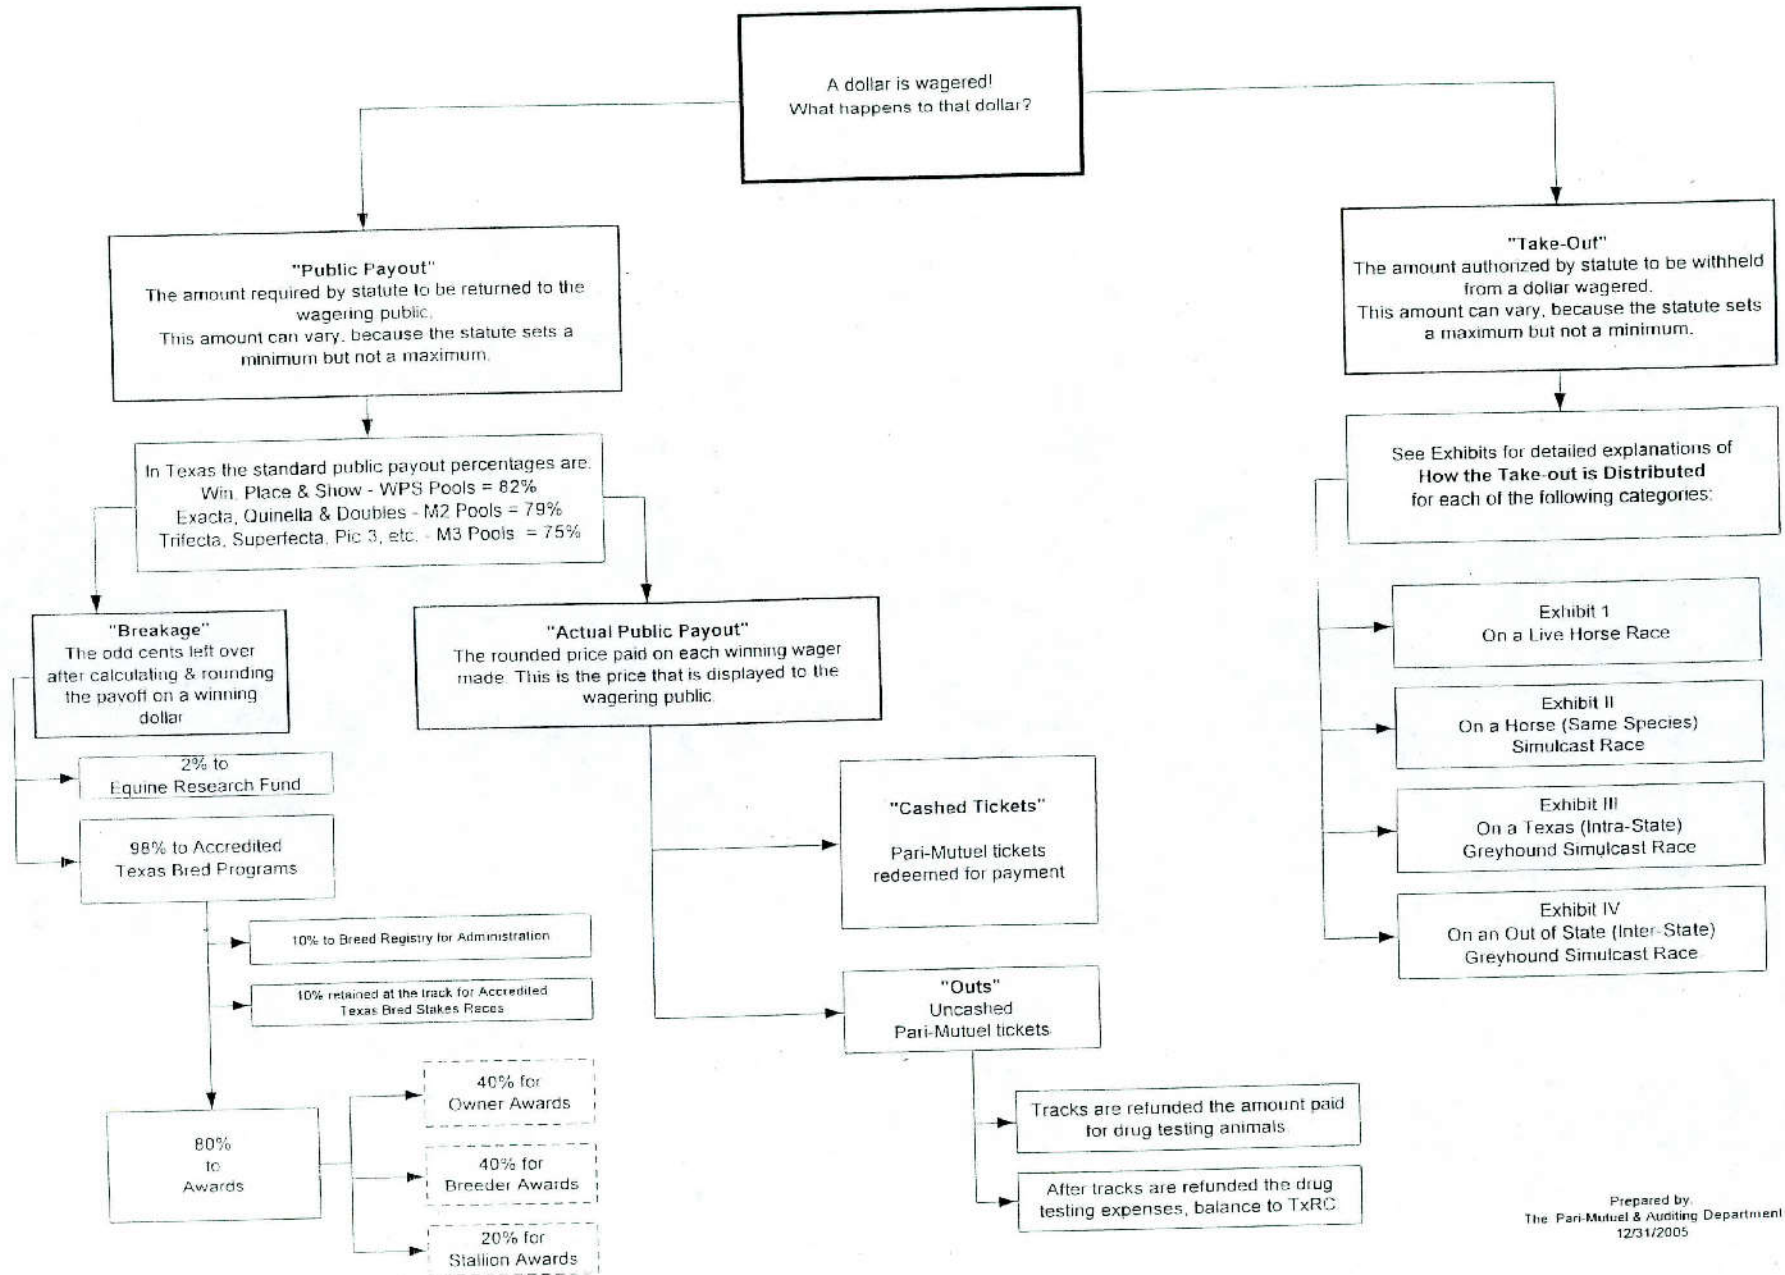 A dollar is wagered!
What happens to that dollar?
"Public Payout"
The amount required by statute to be returned to the
wagering public.
This amount can vary, because the statute sets a
minimum but not a maximum.
"Take-Out"
The amount authorized by statute to be withheld
from a dollar wagered.
This amount can vary, because the statute sets
a maximum but not a minimum.
In Texas the standard public payout percentages are:
Win, Place & Show - WPS Pools = 82%
Exacta, Quinella & Doubles - M2 Pools = 79%
Trifecta, Superfecta, Pic 3, etc. - M3 Pools = 75%
See Exhibits for detailed explanations of
How the Take-out is Distributed
for each of the following categories:
"Breakage"
The odd cents left over
after calculating & rounding
the payoff on a winning
dollar
"Actual Public Payout"
The rounded price paid on each winning wager
made. This is the price that is displayed to the
wagering public.
Exhibit 1
On a Live Horse Race
Exhibit II
On a Horse (Same Species)
Simulcast Race
Exhibit III
On a Texas (Intra-State)
Greyhound Simulcast Race
Exhibit IV
On an Out of State (Inter-State)
Greyhound Simulcast Race
2% to
Equine Research Fund
98% to Accredited
Texas Bred Programs
10% to Breed Registry for Administration
10% retained at the track for Accredited
Texas Bred Stakes Races
80%
to
Awards
40% for
Owner Awards
40% for
Breeder Awards
20% for
Stallion Awards
"Cashed Tickets"
Pari-Mutuel tickets
redeemed for payment
"Outs"
Uncashed
Pari-Mutuel tickets
Tracks are refunded the amount paid
for drug testing animals
After tracks are refunded the drug
testing expenses, balance to TxRC
Prepared by:
The Pari-Mutuel & Auditing Department
12/31/2005